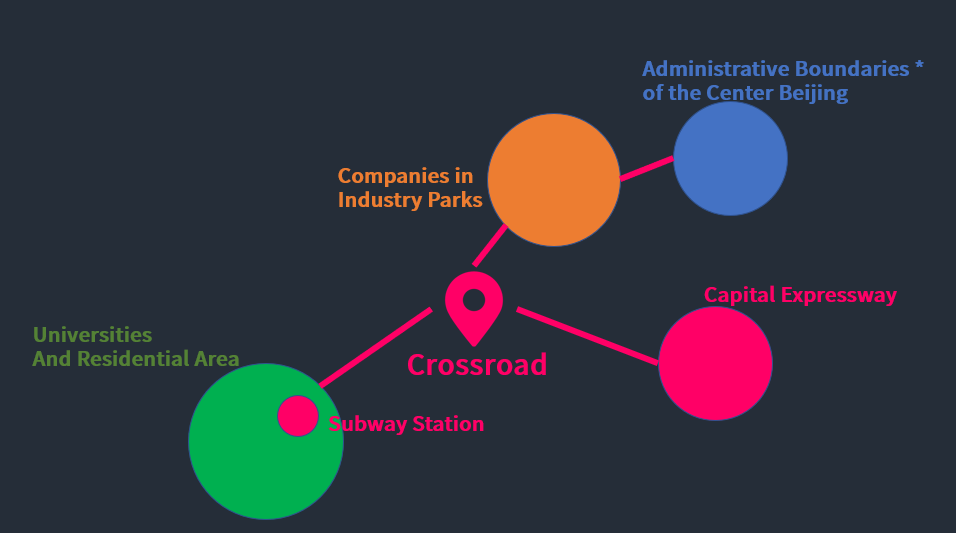 Administrative Boundaries *
of the Center Beijing
Companies in
Industry Parks
Capital Expressway
Universities
And Residential Area
Crossroad
Subway Station